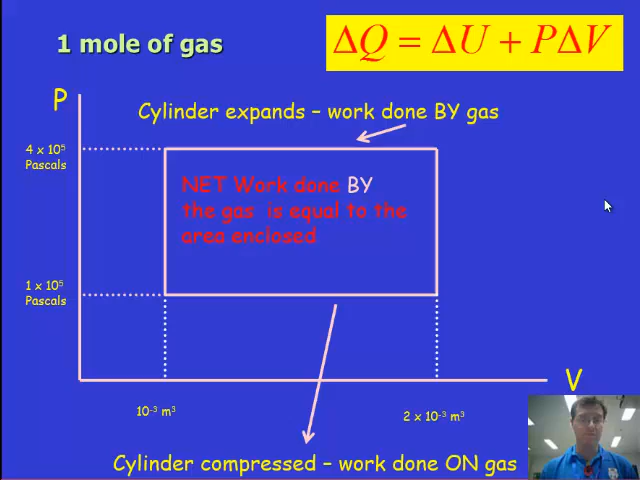 1 mole of gas
ΔQ = ΔU + PΔV
P
Cylinder expands – work done BY gas
4 x 10⁵
Pascals
NET Work done BY
the gas is equal to the
area enclosed
1 x 10⁵
Pascals
V
10⁻³ m³
2 x 10⁻³ m³
Cylinder compressed – work done ON gas